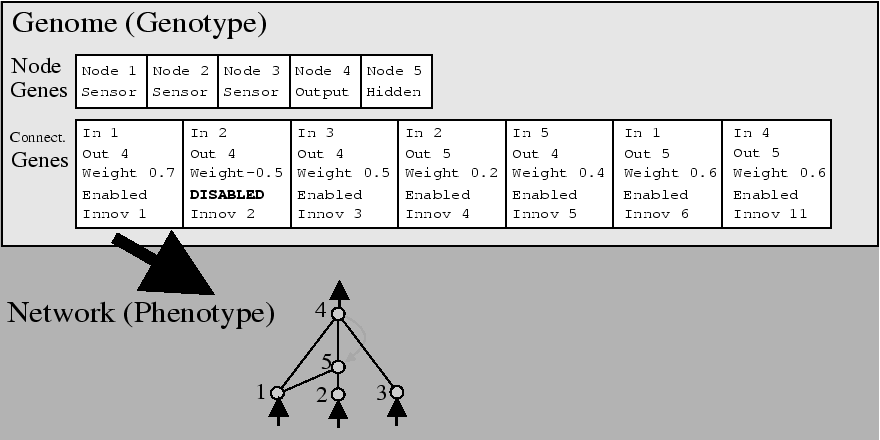 Genome (Genotype)
Node Genes
Node 1 Sensor
Node 2 Sensor
Node 3 Sensor
Node 4 Output
Node 5 Hidden
Connect. Genes
In 1
Out 4
Weight 0.7
Enabled
Innov 1
In 2
Out 4
Weight-0.5
DISABLED
Innov 2
In 3
Out 4
Weight 0.5
Enabled
Innov 3
In 2
Out 5
Weight 0.2
Enabled
Innov 4
In 5
Out 4
Weight 0.4
Enabled
Innov 5
In 1
Out 5
Weight 0.6
Enabled
Innov 6
In 4
Out 5
Weight 0.6
Enabled
Innov 11
Network (Phenotype)
4
5
1
2
3